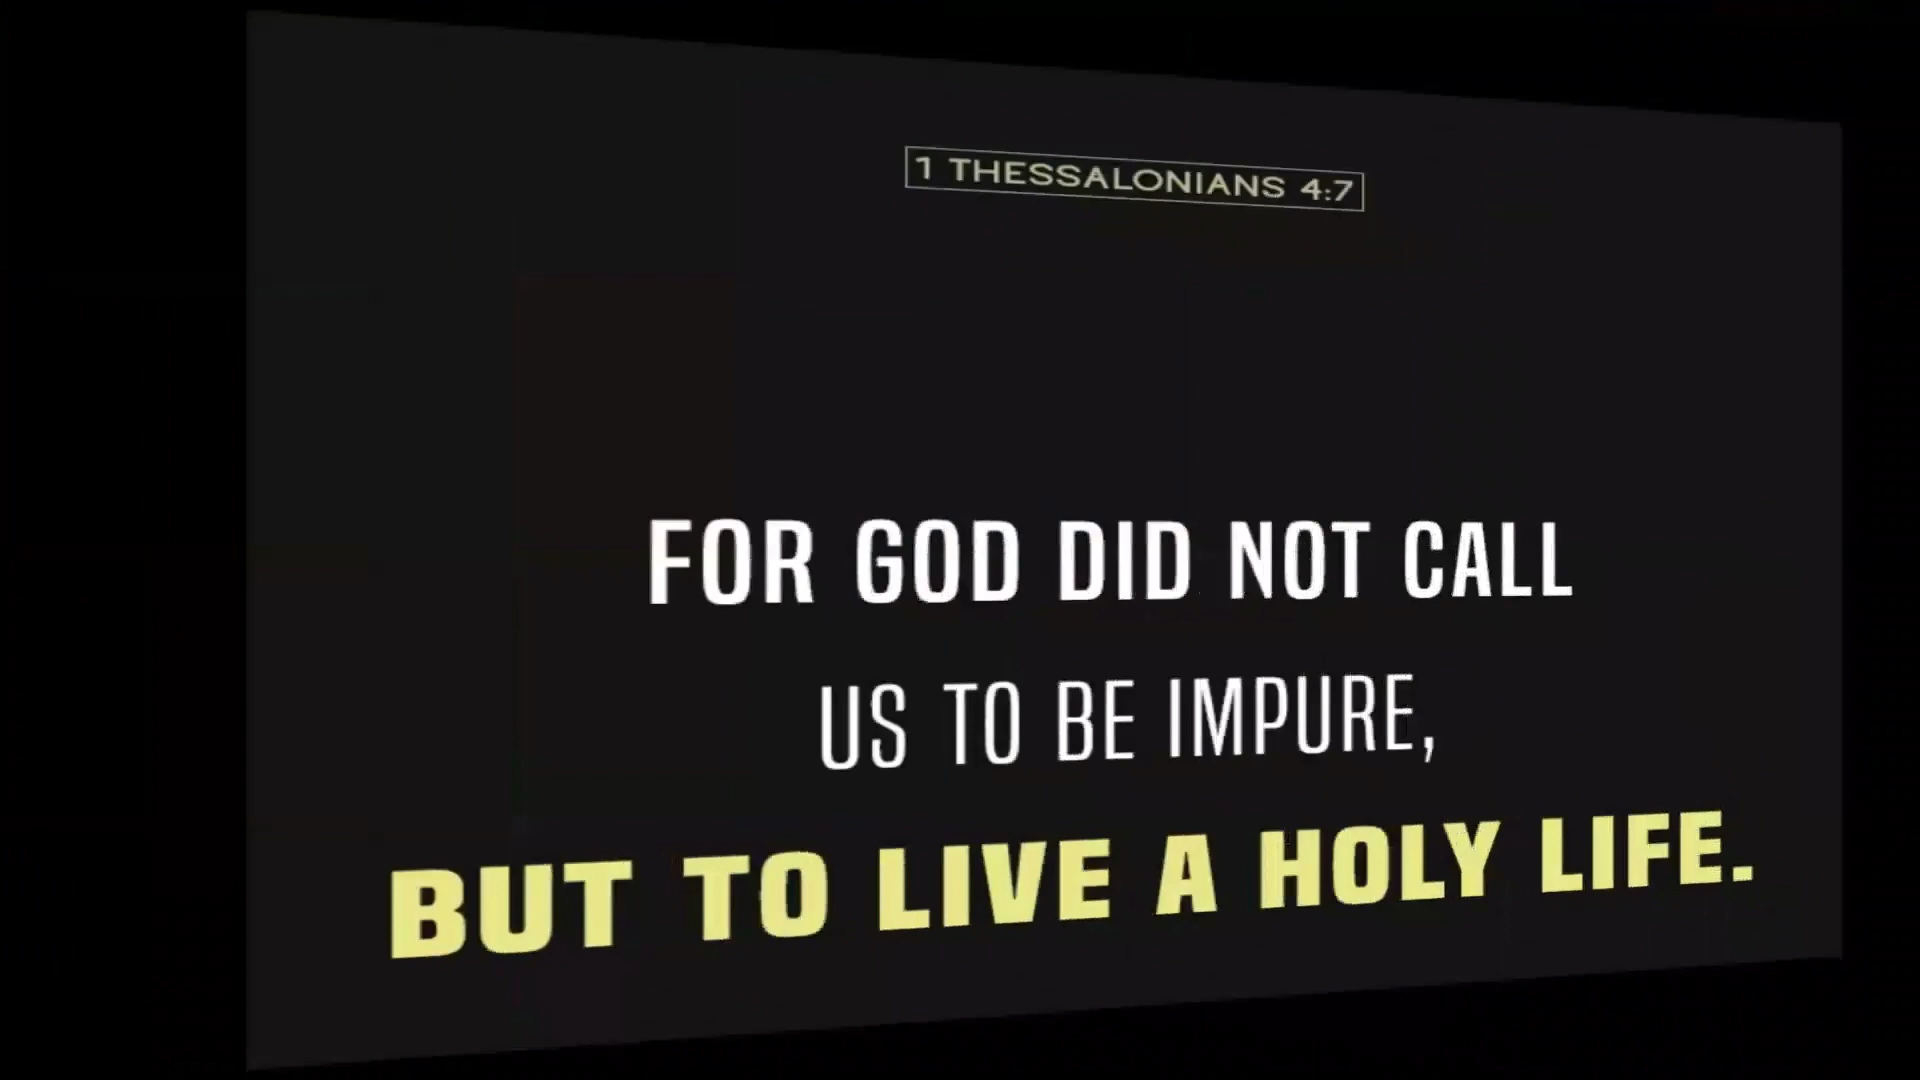 1 THESSALONIANS 4:7
FOR GOD DID NOT CALL
US TO BE IMPURE,
BUT TO LIVE A HOLY LIFE.